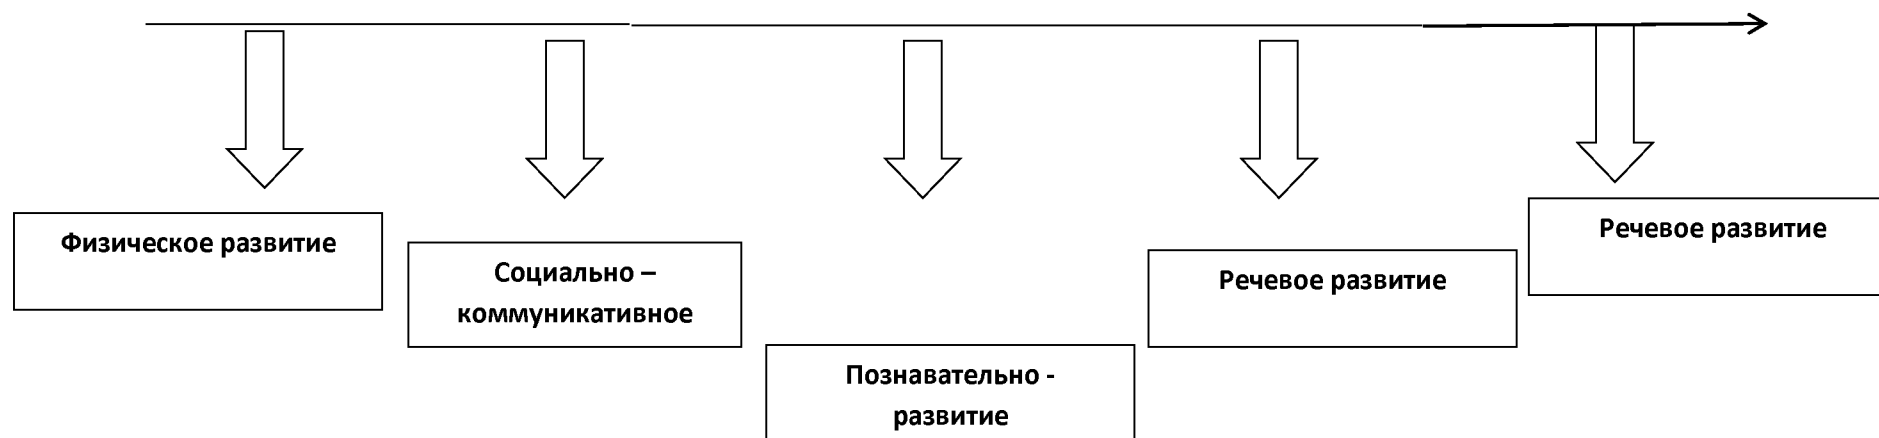 Физическое развитие
Социально –
коммуникативное
Познавательно -
развитие
Речевое развитие
Речевое развитие